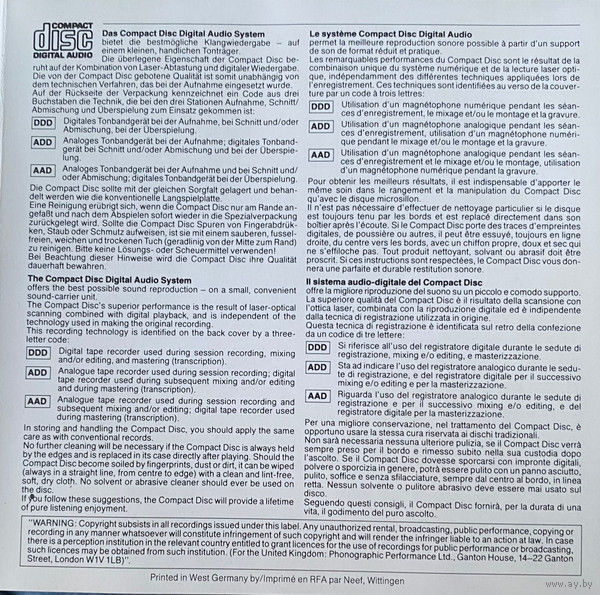 COMPACT
disc
DIGITAL AUDIO
Das Compact Disc Digital Audio System
bietet die bestmögliche Klangwiedergabe – auf
einem kleinen, handlichen Tonträger.
Die überlegene Eigenschaft der Compact Disc be-
ruht auf der Kombination von Laser-Abtastung und digitaler Wiedergabe.
Die von der Compact Disc gebotene Qualität ist somit unabhängig von
dem technischen Verfahren, das bei der Aufnahme eingesetzt wurde.
Auf der Rückseite der Verpackung kennzeichnet ein Code aus drei
Buchstaben die Technik, die bei den drei Stationen Aufnahme, Schnitt/
Abmischung und Überspielung zum Einsatz gekommen ist:
DDD Digitales Tonbandgerät bei der Aufnahme, bei Schnitt und/oder
Abmischung, bei der Überspielung.
ADD Analoges Tonbandgerät bei der Aufnahme; digitales Tonband-
gerät bei Schnitt und/oder Abmischung und bei der Überspie-
lung.
AAD Analoges Tonbandgerät bei der Aufnahme und bei Schnitt und/
oder Abmischung; digitales Tonbandgerät bei der Überspielung.
Die Compact Disc sollte mit der gleichen Sorgfalt gelagert und behan-
delt werden wie die konventionelle Langspielplatte.
Eine Reinigung erübrigt sich, wenn die Compact Disc nur am Rande an-
gefaßt und nach dem Abspielen sofort wieder in die Spezialverpackung
zurückgelegt wird. Sollte die Compact Disc Spuren von Fingerabdrük-
ken, Staub oder Schmutz aufweisen, ist sie mit einem sauberen, fussel-
freien, weichen und trockenen Tuch (geradlinig von der Mitte zum Rand)
zu reinigen. Bitte keine Lösungs- oder Scheuermittel verwenden!
Bei Beachtung dieser Hinweise wird die Compact Disc ihre Qualität
dauerhaft bewahren.
The Compact Disc Digital Audio System
offers the best possible sound reproduction – on a small, convenient
sound-carrier unit.
The Compact Disc's superior performance is the result of laser-optical
scanning combined with digital playback, and is independent of the
technology used in making the original recording.
This recording technology is identified on the back cover by a three-
letter code:
DDD Digital tape recorder used during session recording, mixing
and/or editing, and mastering (transcription).
ADD Analogue tape recorder used during session recording; digital
tape recorder used during subsequent mixing and/or editing
and during mastering (transcription).
AAD Analogue tape recorder used during session recording and
subsequent mixing and/or editing; digital tape recorder used
during mastering (transcription).
In storing and handling the Compact Disc, you should apply the same
care as with conventional records.
No further cleaning will be necessary if the Compact Disc is always held
by the edges and is replaced in its case directly after playing. Should the
Compact Disc become soiled by fingerprints, dust or dirt, it can be wiped
(always in a straight line, from centre to edge) with a clean and lint-free,
soft, dry cloth. No solvent or abrasive cleaner should ever be used on
the disc.
If you follow these suggestions, the Compact Disc will provide a lifetime
of pure listening enjoyment.
Le système Compact Disc Digital Audio
permet la meilleure reproduction sonore possible à partir d'un support
de son de format réduit et pratique.
Les remarquables performances du Compact Disc sont le résultat de la
combinaison unique du système numérique et de la lecture laser opti-
que, indépendamment des différentes techniques appliquées lors de
l'enregistrement. Ces techniques sont identifiées au verso de la couver-
ture par un code à trois lettres:
DDD Utilisation d'un magnétophone numérique pendant les séan-
ces d'enregistrement, le mixage et/ou le montage et la gravure.
ADD Utilisation d'un magnétophone analogique pendant les séan-
ces d'enregistrement, utilisation d'un magnétophone numéri-
que pendant le mixage et/ou le montage et la gravure.
AAD Utilisation d'un magnétophone analogique pendant les séan-
ces d'enregistrement et le mixage et/ou le montage, utilisation
d'un magnétophone numérique pendant la gravure.
Pour obtenir les meilleurs résultats, il est indispensable d'apporter le
même soin dans le rangement et la manipulation du Compact Disc
qu'avec le disque microsillon.
Il n'est pas nécessaire d'effectuer de nettoyage particulier si le disque
est toujours tenu par les bords et est replacé directement dans son
boîtier après l'écoute. Si le Compact Disc porte des traces d'empreintes
digitales, de poussière ou autres, il peut être essuyé, toujours en ligne
droite, du centre vers les bords, avec un chiffon propre, doux et sec qui
ne s'effiloche pas. Tout produit nettoyant, solvant ou abrasif doit être
proscrit. Si ces instructions sont respectées, le Compact Disc vous don-
nera une parfaite et durable restitution sonore.
Il sistema audio-digitale del Compact Disc
offre la migliore riproduzione del suono su un piccolo e comodo supporto.
La superiore qualità del Compact Disc è il risultato della scansione con
l'ottica laser, combinata con la riproduzione digitale ed è indipendente
dalla tecnica di registrazione utilizzata in origine.
Questa tecnica di registrazione è identificata sul retro della confezione
da un codice di tre lettere:
DDD Si riferisce all'uso del registratore digitale durante le sedute di
registrazione, mixing e/o editing, e masterizzazione.
ADD Sta ad indicare l'uso del registratore analogico durante le sedu-
te di registrazione, e del registratore digitale per il successivo
mixing e/o editing e per la masterizzazione.
AAD Riguarda l'uso del registratore analogico durante le sedute di
registrazione e per il successivo mixing e/o editing, e del
registratore digitale per la masterizzazione.
Per una migliore conservazione, nel trattamento del Compact Disc, è
opportuno usare la stessa cura riservata ai dischi tradizionali.
Non sarà necessaria nessuna ulteriore pulizia, se il Compact Disc verrà
sempre preso per il bordo e rimesso subito nella sua custodia dopo
l'ascolto. Se il Compact Disc dovesse sporcarsi con impronte digitali,
polvere o sporcizia in genere, potrà essere pulito con un panno asciutto,
pulito, soffice e senza sfilacciature, sempre dal centro al bordo, in linea
retta. Nessun solvente o pulitore abrasivo deve essere mai usato sul
disco.
Seguendo questi consigli, il Compact Disc fornirà, per la durata di una
vita, il godimento del puro ascolto.
"WARNING: Copyright subsists in all recordings issued under this label. Any unauthorized rental, broadcasting, public performance, copying or
recording in any manner whatsoever will constitute infringement of such copyright and will render the infringer liable to an action at law. In case
there is a perception institution in the relevant country entitled to grant licences for the use of recordings for public performance or broadcasting,
such licences may be obtained from such institution. (For the United Kingdom: Phonographic Performance Ltd., Ganton House, 14–22 Ganton
Street, London W1V 1LB)".
Printed in West Germany by/Imprimé en RFA par Neef, Wittingen
www.ay.by